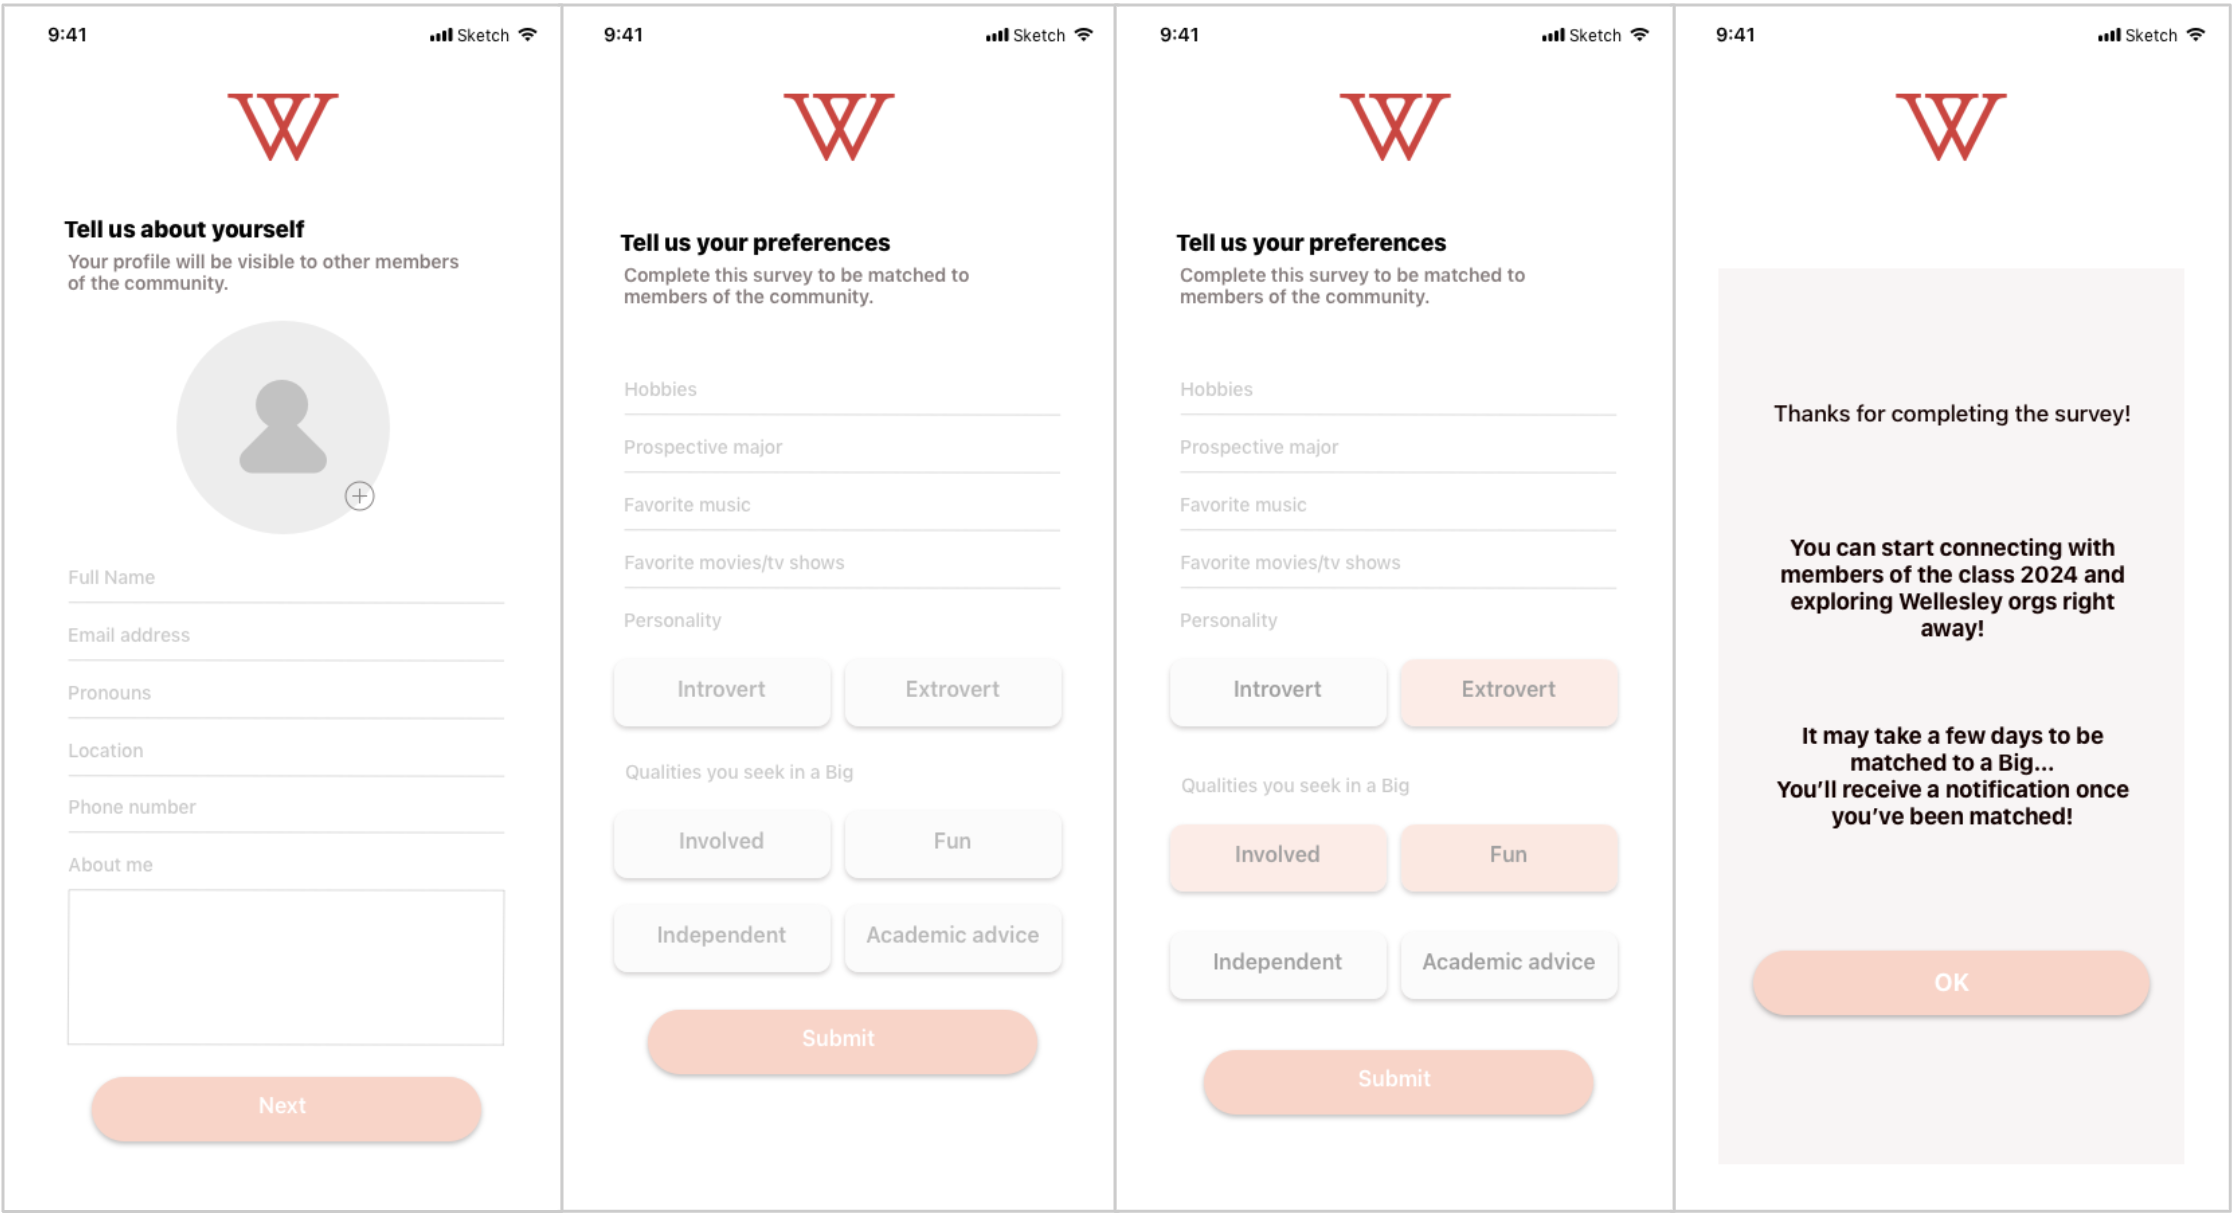 9:41
Sketch
W
Tell us about yourself
Your profile will be visible to other members
of the community.
Full Name
Email address
Pronouns
Location
Phone number
About me
Next
9:41
Sketch
W
Tell us your preferences
Complete this survey to be matched to
members of the community.
Hobbies
Prospective major
Favorite music
Favorite movies/tv shows
Personality
Introvert
Extrovert
Qualities you seek in a Big
Involved
Fun
Independent
Academic advice
Submit
9:41
Sketch
W
Tell us your preferences
Complete this survey to be matched to
members of the community.
Hobbies
Prospective major
Favorite music
Favorite movies/tv shows
Personality
Introvert
Extrovert
Qualities you seek in a Big
Involved
Fun
Independent
Academic advice
Submit
9:41
Sketch
W
Thanks for completing the survey!
You can start connecting with
members of the class 2024 and
exploring Wellesley orgs right
away!
It may take a few days to be
matched to a Big...
You'll receive a notification once
you've been matched!
OK